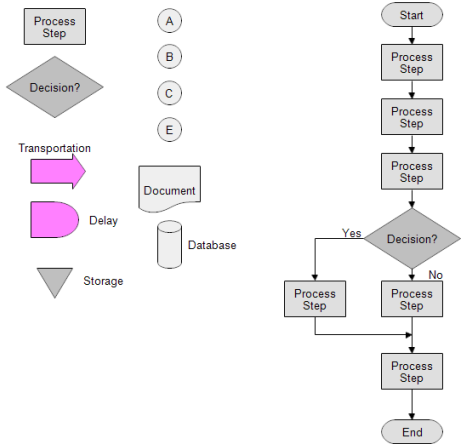 Process
Step
Decision?
Transportation
Delay
Storage
A
B
C
E
Document
Database
Start
Process
Step
Process
Step
Process
Step
Decision?
Yes
No
Process
Step
Process
Step
Process
Step
End